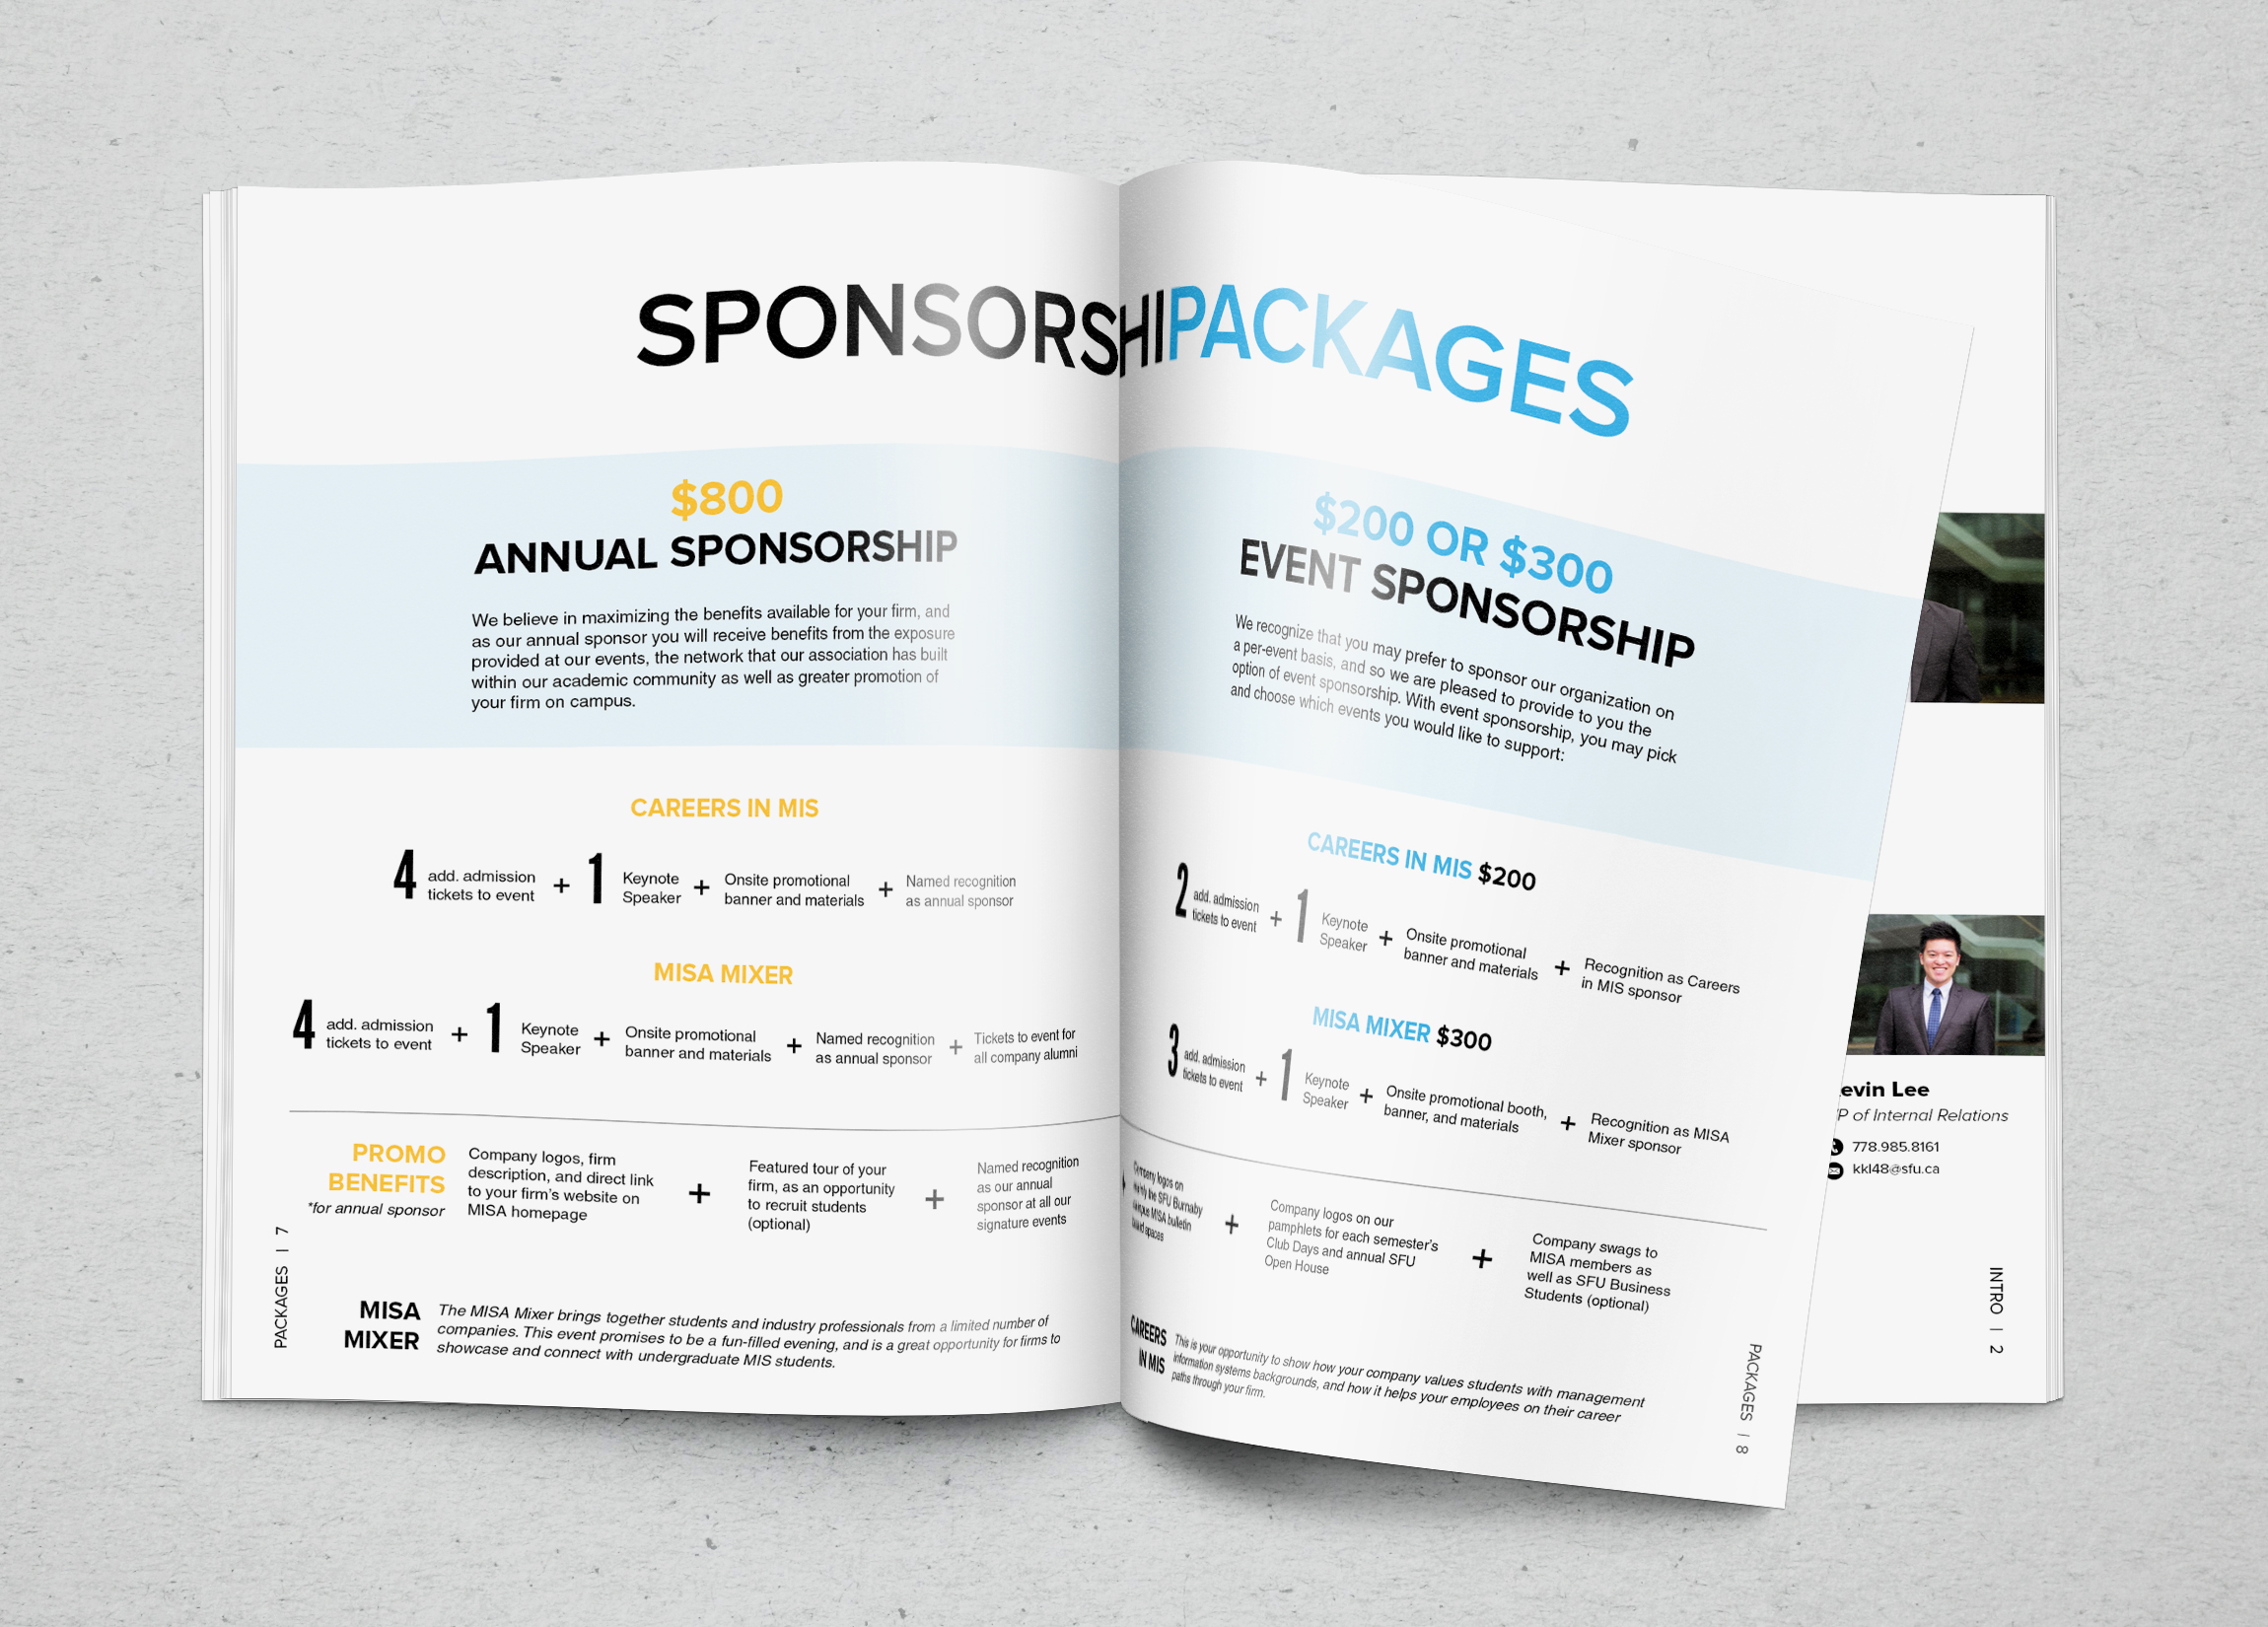 SPONSORSHIPPACKAGES
$800
ANNUAL SPONSORSHIP
We believe in maximizing the benefits available for your firm, and
as our annual sponsor you will receive benefits from the exposure
provided at our events, the network that our association has built
within our academic community as well as greater promotion of
your firm on campus.
CAREERS IN MIS
4 add. admission
tickets to event
+
1 Keynote
Speaker
+
Onsite promotional
banner and materials
+
Named recognition
as annual sponsor
MISA MIXER
4 add. admission
tickets to event
+
1 Keynote
Speaker
+
Onsite promotional
banner and materials
+
Named recognition
as annual sponsor
+
Tickets to event for
all company alumni
PROMO
BENEFITS
*for annual sponsor
Company logos, firm
description, and direct link
to your firm's website on
MISA homepage
+
Featured tour of your
firm, as an opportunity
to recruit students
(optional)
+
Named recognition
as our annual
sponsor at all our
signature events
MISA
MIXER
The MISA Mixer brings together students and industry professionals from a limited number of
companies. This event promises to be a fun-filled evening, and is a great opportunity for firms to
showcase and connect with undergraduate MIS students.
PACKAGES | 7
$200 OR $300
EVENT SPONSORSHIP
We recognize that you may prefer to sponsor our organization on
a per-event basis, and so we are pleased to provide to you the
option of event sponsorship. With event sponsorship, you may pick
and choose which events you would like to support:
CAREERS IN MIS $200
2 add. admission
tickets to event
+
1 Keynote
Speaker
+
Onsite promotional
banner and materials
+
Recognition as Careers
in MIS sponsor
MISA MIXER $300
3 add. admission
tickets to event
+
1 Keynote
Speaker
+
Onsite promotional booth,
banner, and materials
+
Recognition as MISA
Mixer sponsor
Company logos on
the SFU Burnaby
campus MISA bulletin
board spaces
+
Company logos on our
pamphlets for each semester's
Club Days and annual SFU
Open House
+
Company swags to
MISA members as
well as SFU Business
Students (optional)
CAREERS
IN MIS
This is your opportunity to show how your company values students with management
information systems backgrounds, and how it helps your employees on their career
paths through your firm.
PACKAGES | 8
evin Lee
P of Internal Relations
778.985.8161
kkl48@sfu.ca
INTRO | 2